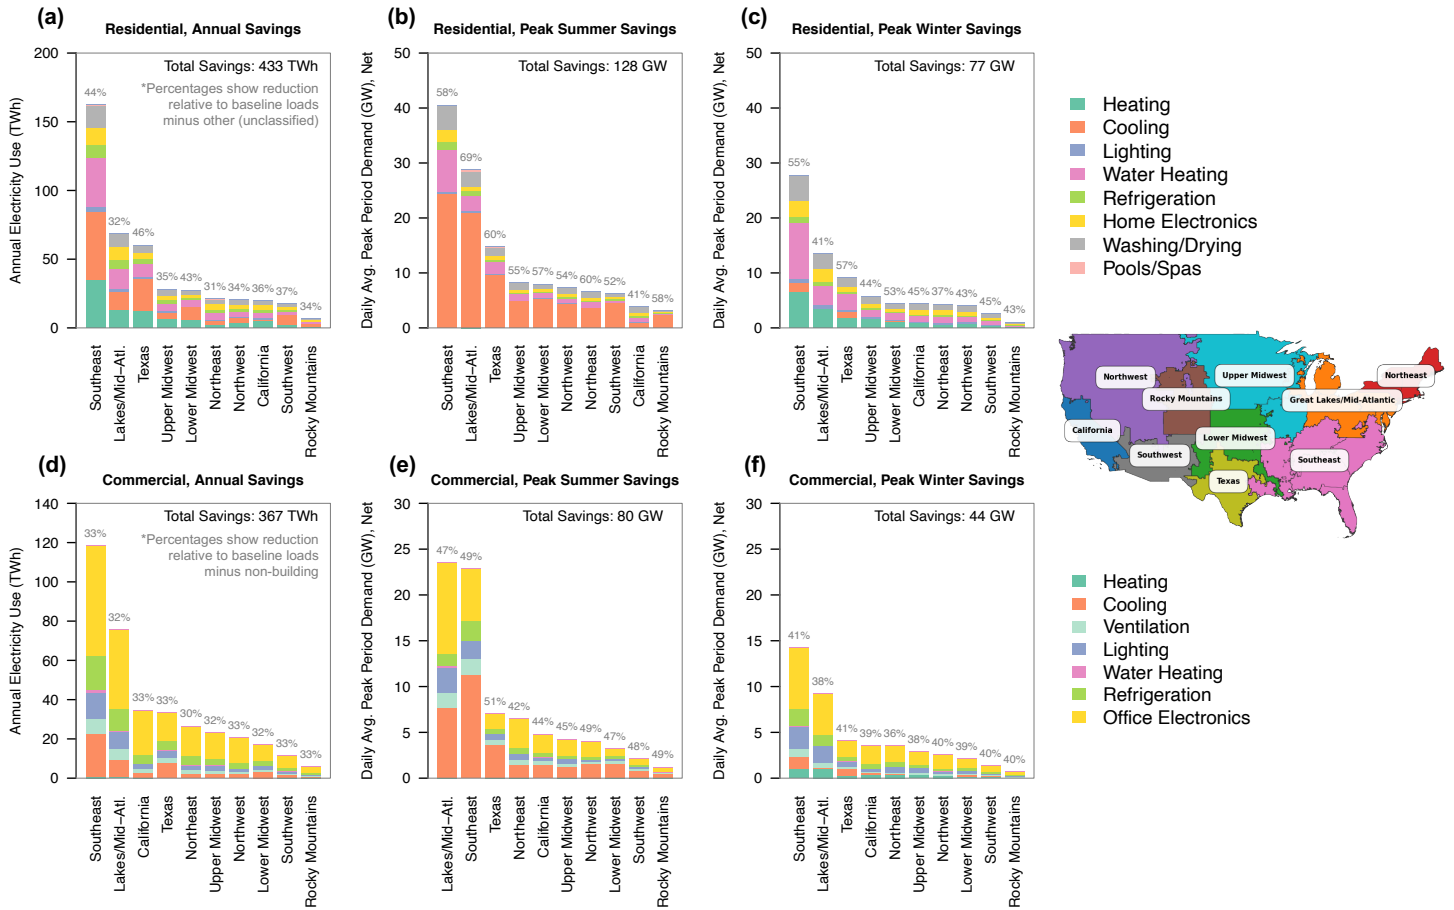 (a)
Residential, Annual Savings
Annual Electricity Use (TWh)
200
150
100
50
0
Total Savings: 433 TWh
*Percentages show reduction
relative to baseline loads
minus other (unclassified)
44%
32%
46%
35%
43%
31%
34%
36%
37%
34%
Southeast
Lakes/Mid−Atl.
Texas
Upper Midwest
Lower Midwest
Northeast
Northwest
California
Southwest
Rocky Mountains
(b)
Residential, Peak Summer Savings
Daily Avg. Peak Period Demand (GW), Net
50
40
30
20
10
0
Total Savings: 128 GW
58%
69%
60%
55%
57%
54%
60%
52%
41%
58%
Southeast
Lakes/Mid−Atl.
Texas
Upper Midwest
Lower Midwest
Northwest
Northeast
Southwest
California
Rocky Mountains
(c)
Residential, Peak Winter Savings
Daily Avg. Peak Period Demand (GW), Net
50
40
30
20
10
0
Total Savings: 77 GW
55%
41%
57%
44%
53%
45%
37%
43%
45%
43%
Southeast
Lakes/Mid−Atl.
Texas
Upper Midwest
Lower Midwest
California
Northeast
Northwest
Southwest
Rocky Mountains
Heating
Cooling
Lighting
Water Heating
Refrigeration
Home Electronics
Washing/Drying
Pools/Spas
Northwest
Upper Midwest
Northeast
Rocky Mountains
Great Lakes/Mid-Atlantic
California
Lower Midwest
Southwest
Southeast
Texas
(d)
Commercial, Annual Savings
Annual Electricity Use (TWh)
140
120
100
80
60
40
20
0
Total Savings: 367 TWh
*Percentages show reduction
relative to baseline loads
minus non−building
33%
32%
33%
33%
30%
32%
33%
32%
33%
33%
Southeast
Lakes/Mid−Atl.
California
Texas
Northeast
Upper Midwest
Northwest
Lower Midwest
Southwest
Rocky Mountains
(e)
Commercial, Peak Summer Savings
Daily Avg. Peak Period Demand (GW), Net
30
25
20
15
10
5
0
Total Savings: 80 GW
47%
49%
51%
42%
44%
45%
49%
47%
48%
49%
Lakes/Mid−Atl.
Southeast
Texas
Northeast
California
Upper Midwest
Northwest
Lower Midwest
Southwest
Rocky Mountains
(f)
Commercial, Peak Winter Savings
Daily Avg. Peak Period Demand (GW), Net
30
25
20
15
10
5
0
Total Savings: 44 GW
41%
38%
41%
39%
36%
38%
40%
39%
40%
40%
Southeast
Lakes/Mid−Atl.
Texas
California
Northeast
Upper Midwest
Northwest
Lower Midwest
Southwest
Rocky Mountains
Heating
Cooling
Ventilation
Lighting
Water Heating
Refrigeration
Office Electronics